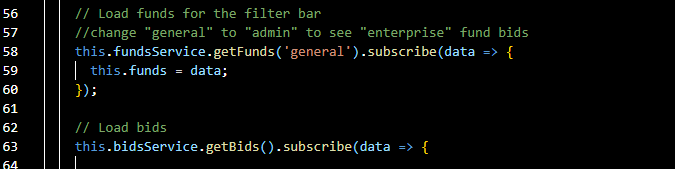 56 // Load funds for the filter bar
57 //change "general" to "admin" to see "enterprise" fund bids
58 this.fundsService.getFunds('general').subscribe(data => {
59 this.funds = data;
60 });
61
62 // Load bids
63 this.bidsService.getBids().subscribe(data => {
64